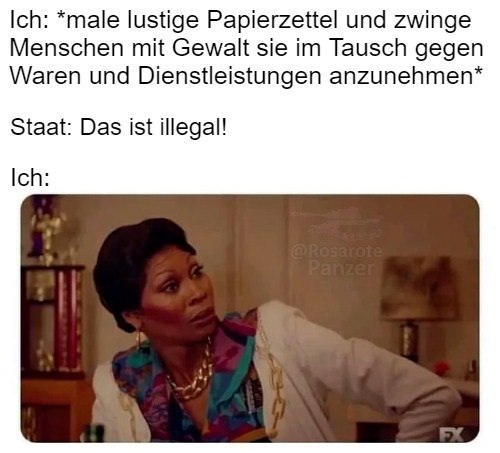 Ich: *male lustige Papierzettel und zwinge
Menschen mit Gewalt sie im Tausch gegen
Waren und Dienstleistungen anzunehmen*
Staat: Das ist illegal!
Ich:
@Rosarote
Panzer
FX